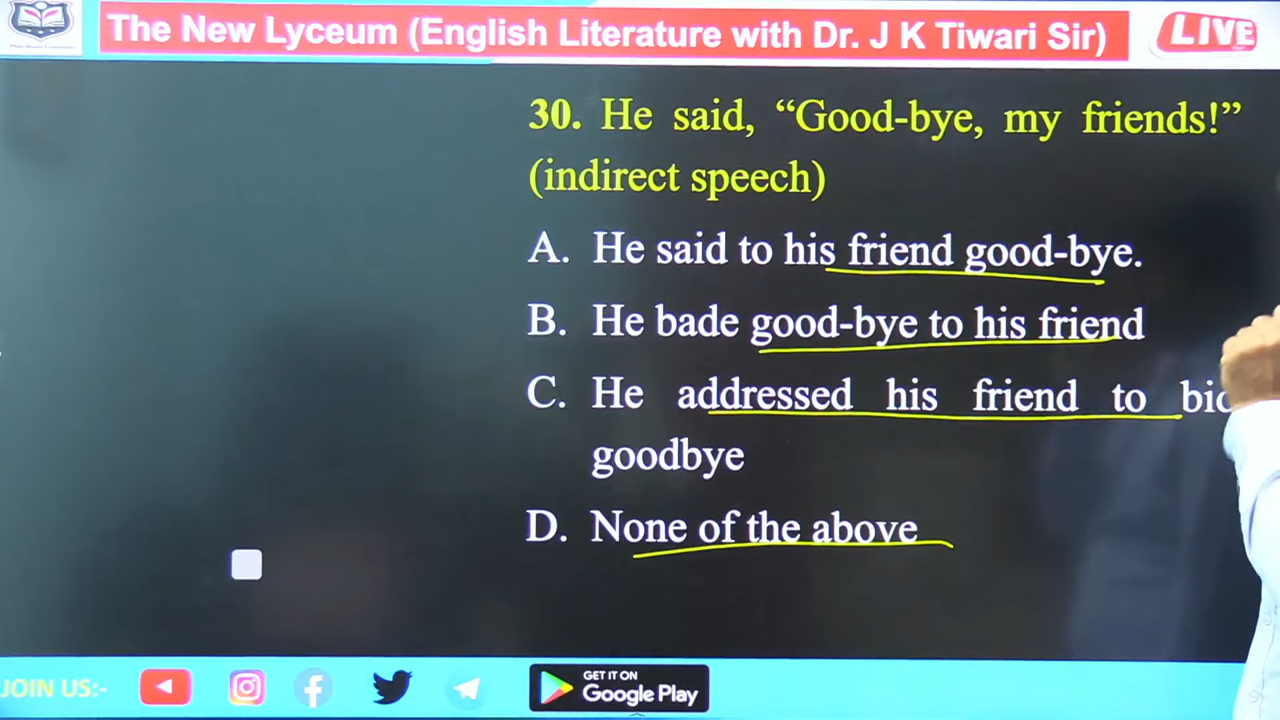 The New Lyceum (English Literature with Dr. J K Tiwari Sir)
LIVE
30. He said, “Good-bye, my friends!”
(indirect speech)
A. He said to his friend good-bye.
B. He bade good-bye to his friend
C. He addressed his friend to
goodbye
D. None of the above
JOIN US:-
GET IT ON
Google Play